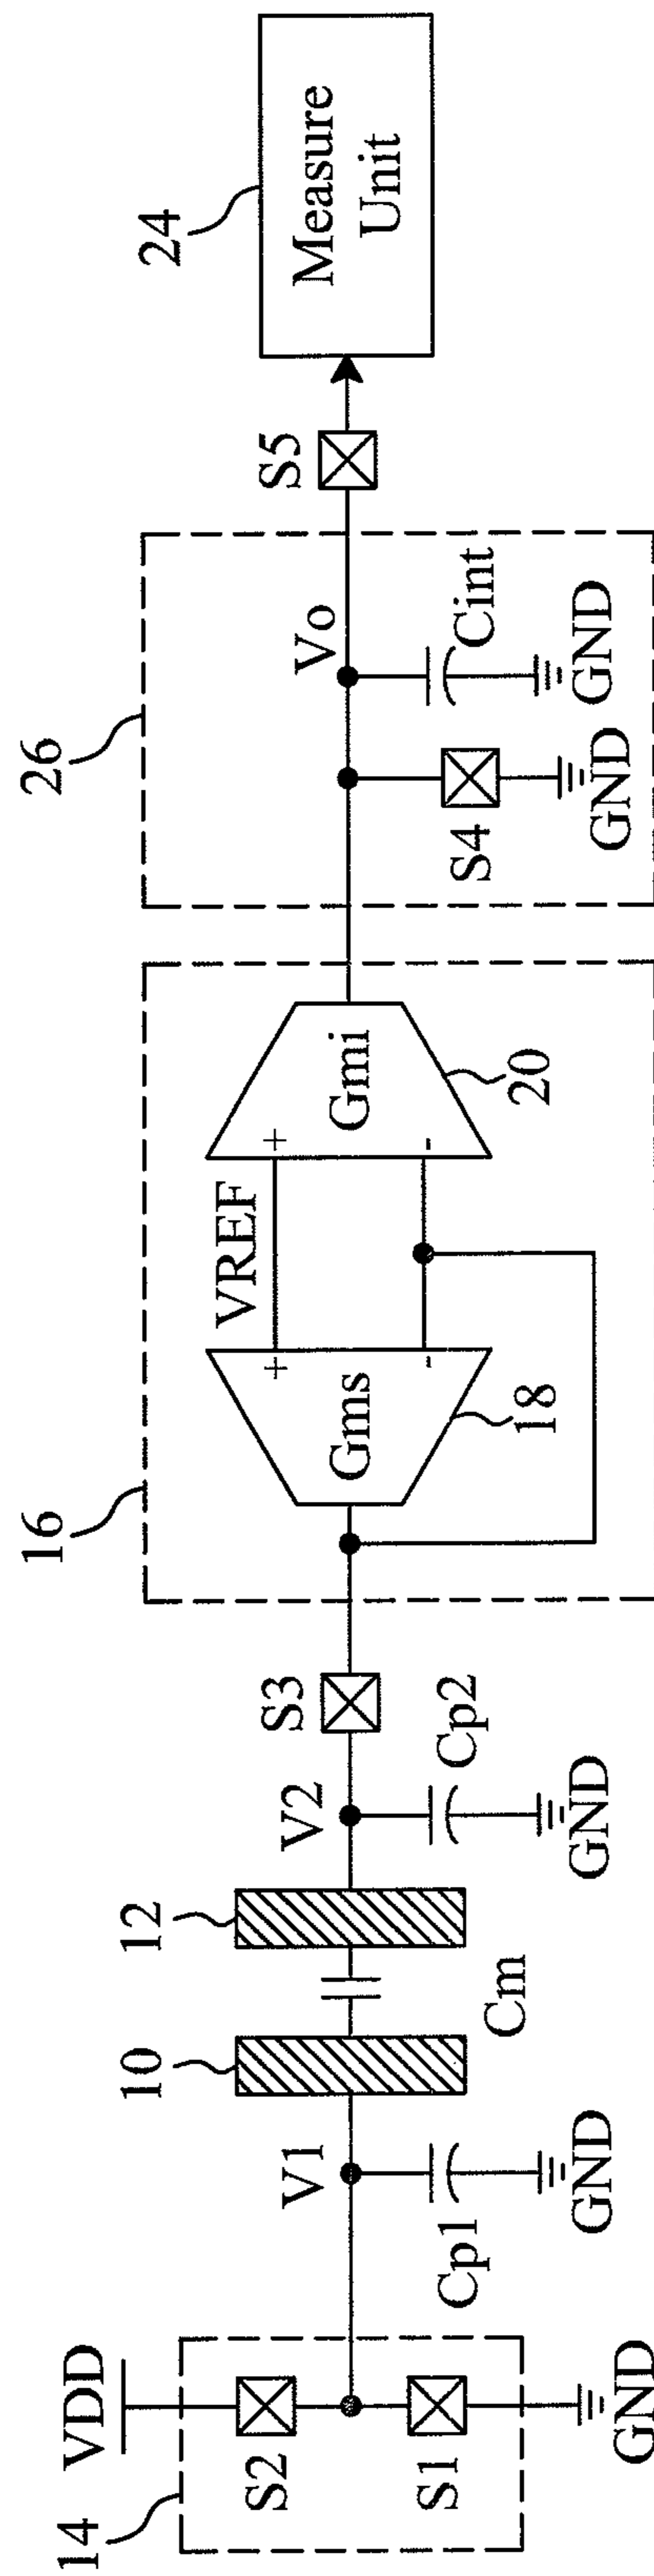 14
VDD
S2
S1
GND
V1
Cp1
GND
10
Cm
12
V2
Cp2
GND
S3
16
Gms
+
-
18
VREF
Gmi
+
-
20
26
S4
GND
Vo
Cint
GND
S5
24
Measure
Unit